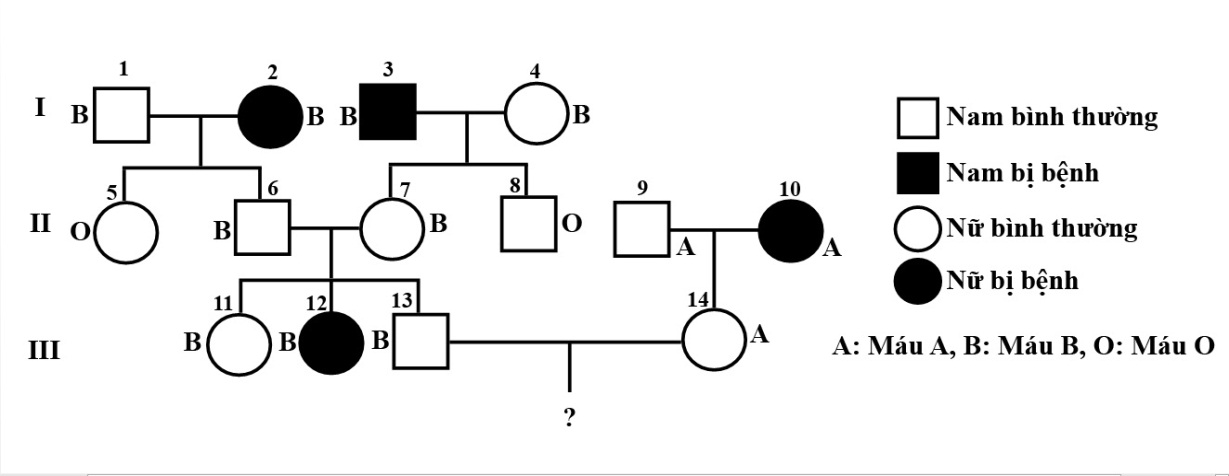 1 2 3 4
I B B B B
Nam bình thường
Nam bị bệnh
5 6 7 8 9 10
II O B B O A A
Nữ bình thường
Nữ bị bệnh
11 12 13 14
III B B B A
A: Máu A, B: Máu B, O: Máu O
?